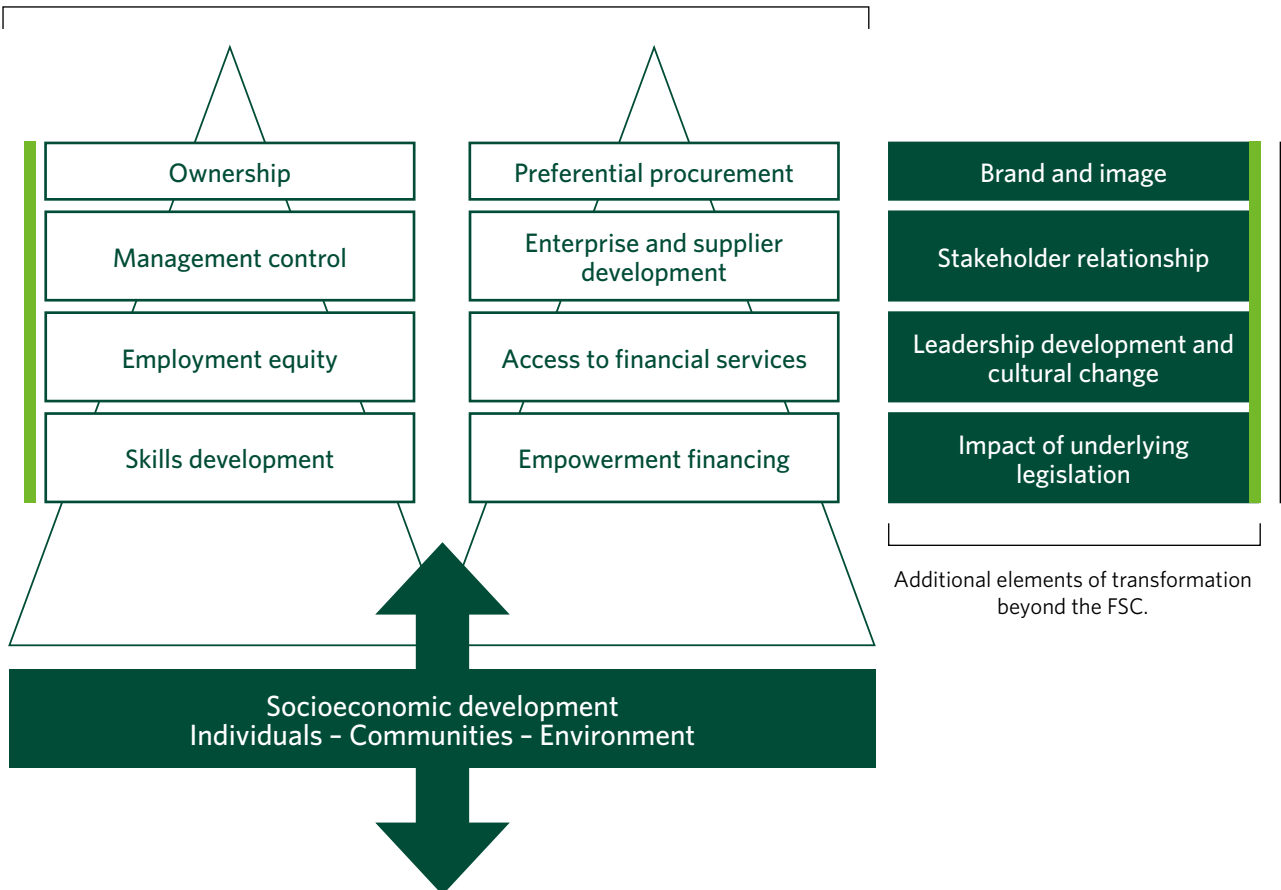 Ownership
Management control
Employment equity
Skills development
Preferential procurement
Enterprise and supplier
development
Access to financial services
Empowerment financing
Brand and image
Stakeholder relationship
Leadership development and
cultural change
Impact of underlying
legislation
Additional elements of transformation
beyond the FSC.
Socioeconomic development
Individuals – Communities – Environment